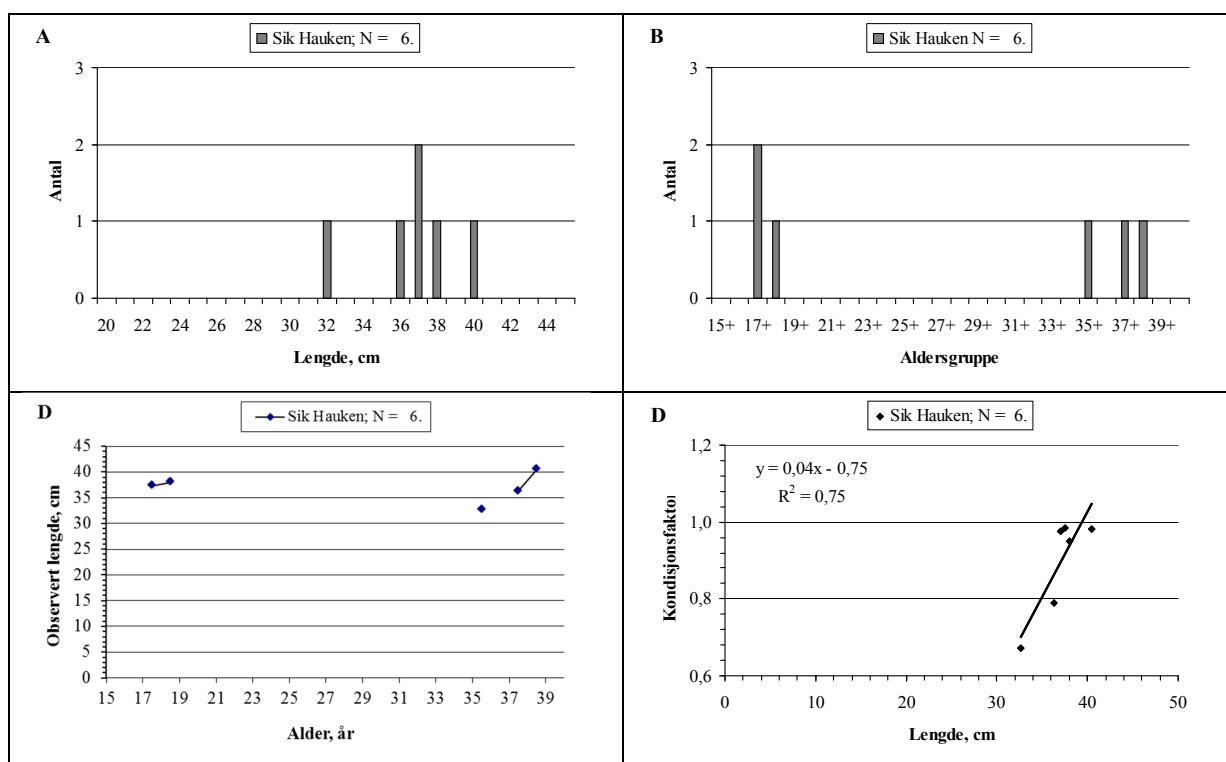 A
Sik Hauken; N = 6.
3
2
1
0
Antal
20 22 24 26 28 30 32 34 36 38 40 42 44
Lengde, cm
B
Sik Hauken N = 6.
3
2
1
0
Antal
15+ 17+ 19+ 21+ 23+ 25+ 27+ 29+ 31+ 33+ 35+ 37+ 39+
Aldersgruppe
D
Sik Hauken; N = 6.
45
40
35
30
25
20
15
10
5
0
Observert lengde, cm
15 17 19 21 23 25 27 29 31 33 35 37 39
Alder, år
D
Sik Hauken; N = 6.
1,2
1,0
0,8
0,6
Kondisjonsfakto
y = 0,04x - 0,75
R² = 0,75
0 10 20 30 40 50
Lengde, cm